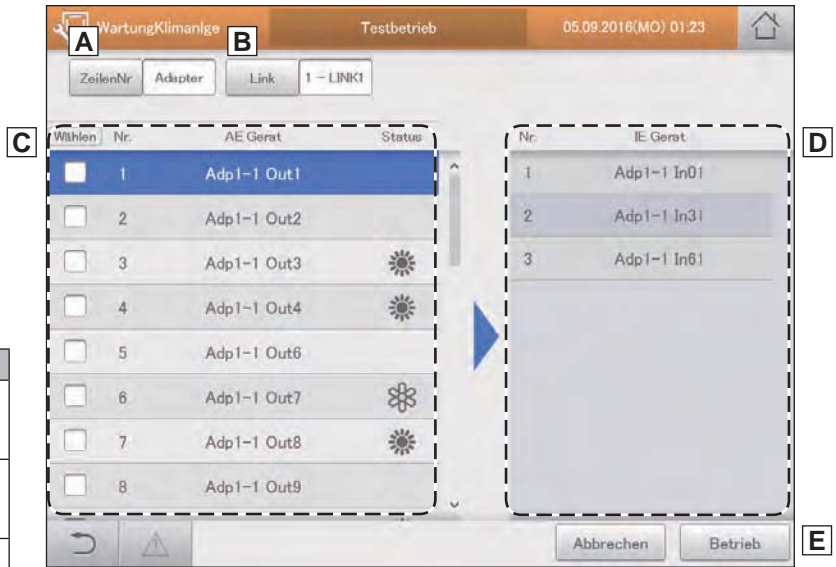 WartungKlimanlge Testbetrieb 05.09.2016(MO) 01:23
A B
ZeilenNr Adapter Link 1 - LINK1
C D
Wählen Nr. AE Gerat Status Nr. IE Gerat
1 Adp1-1 Out1 1 Adp1-1 In01
2 Adp1-1 Out2 2 Adp1-1 In31
3 Adp1-1 Out3 3 Adp1-1 In61
4 Adp1-1 Out4
5 Adp1-1 Out6
6 Adp1-1 Out7
7 Adp1-1 Out8
8 Adp1-1 Out9
Abbrechen Betrieb E